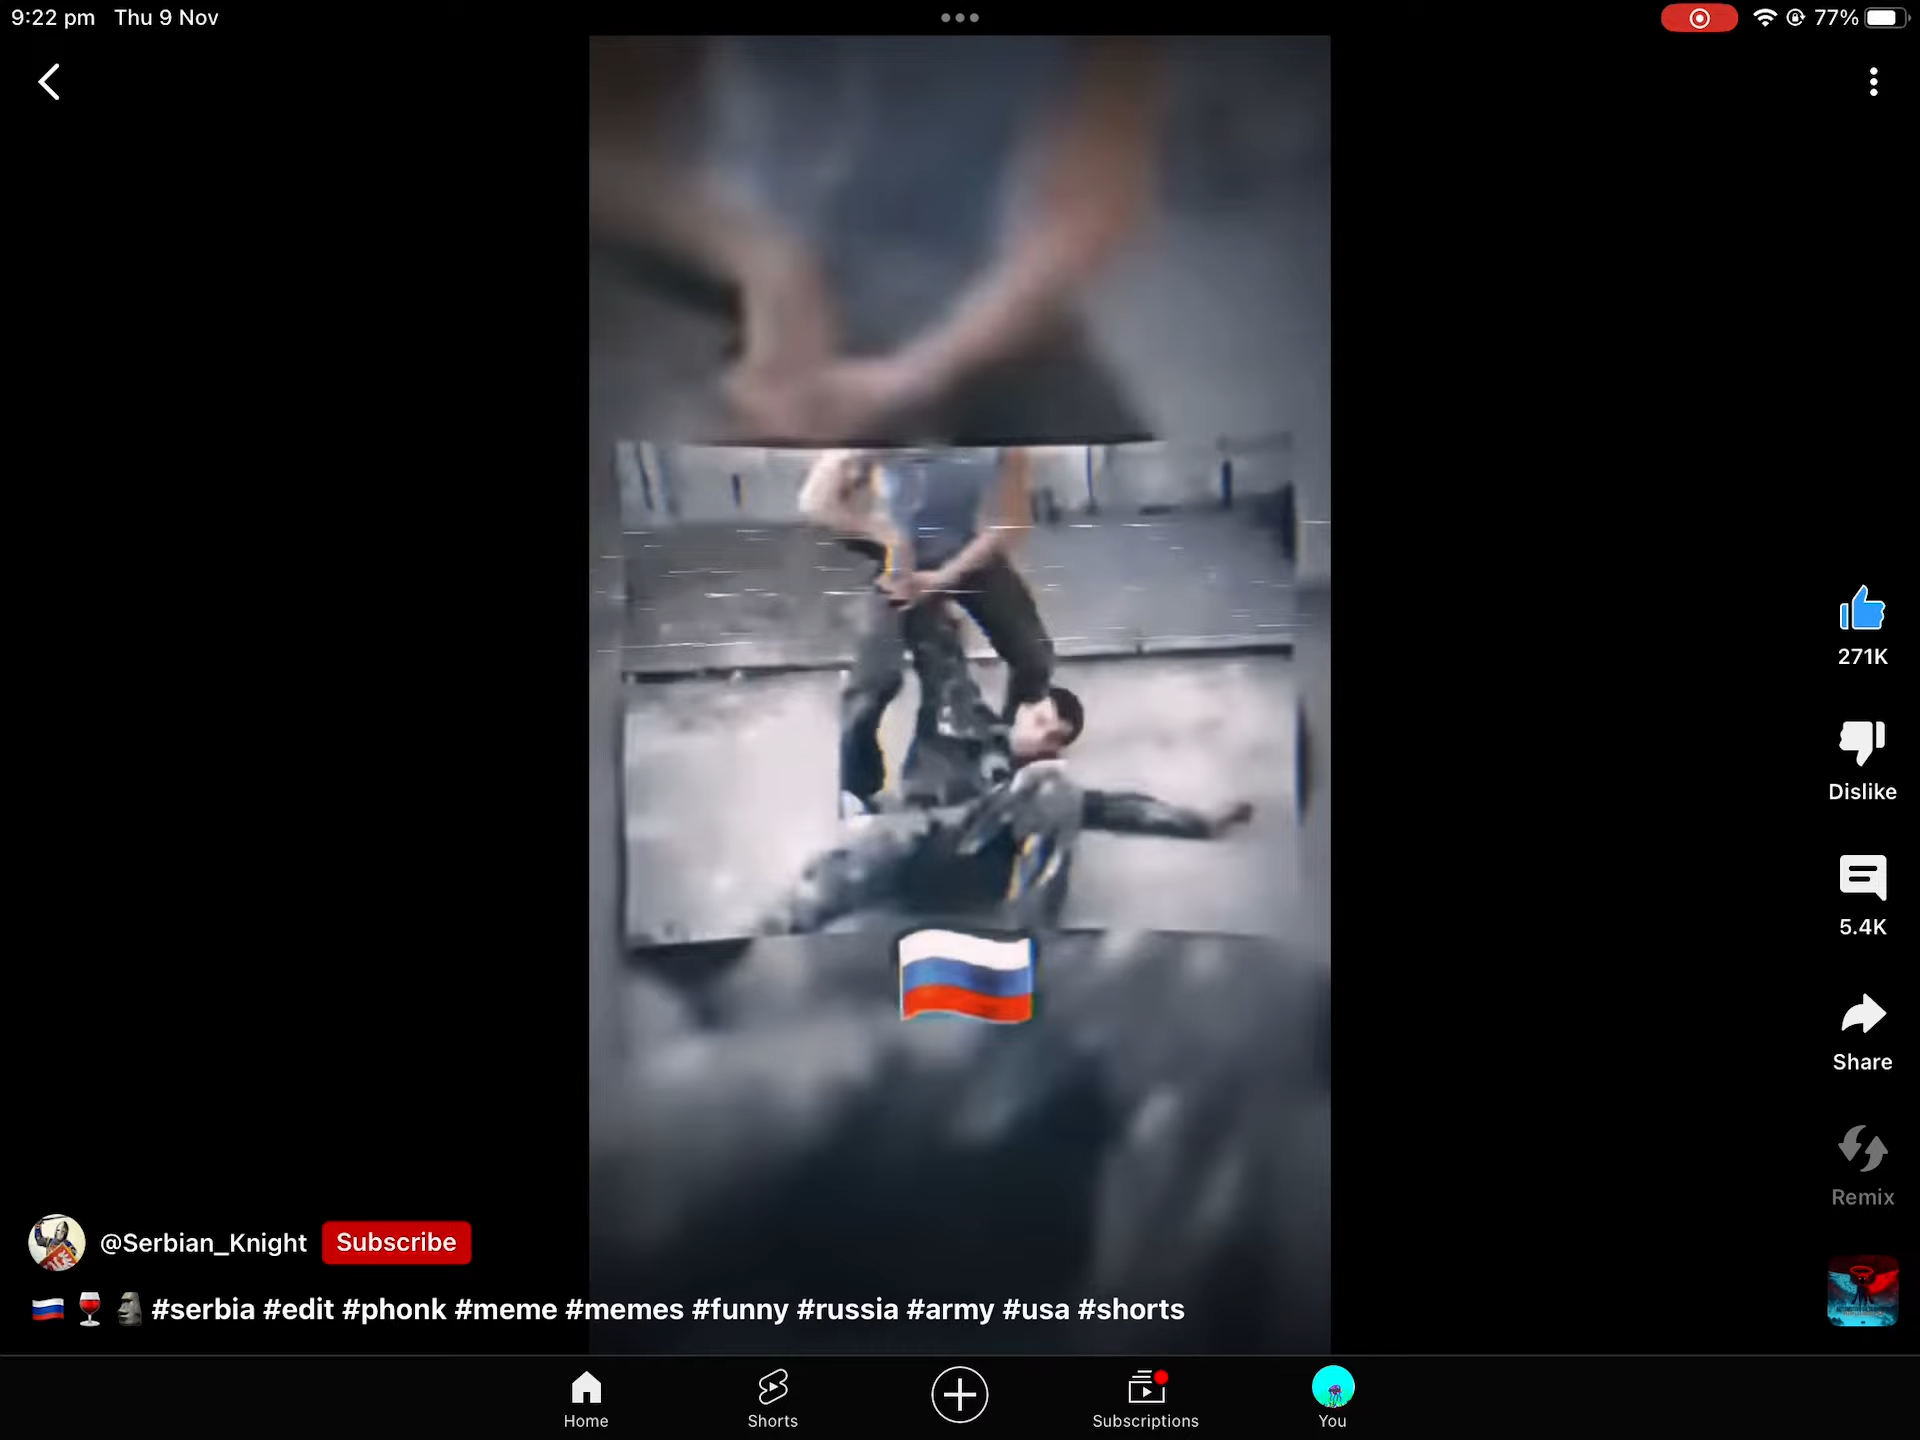 9:22 pm Thu 9 Nov
77%
271K
Dislike
5.4K
Share
Remix
@Serbian_Knight Subscribe
🇷🇺 🍷 🗿 #serbia #edit #phonk #meme #memes #funny #russia #army #usa #shorts
Home Shorts Subscriptions You